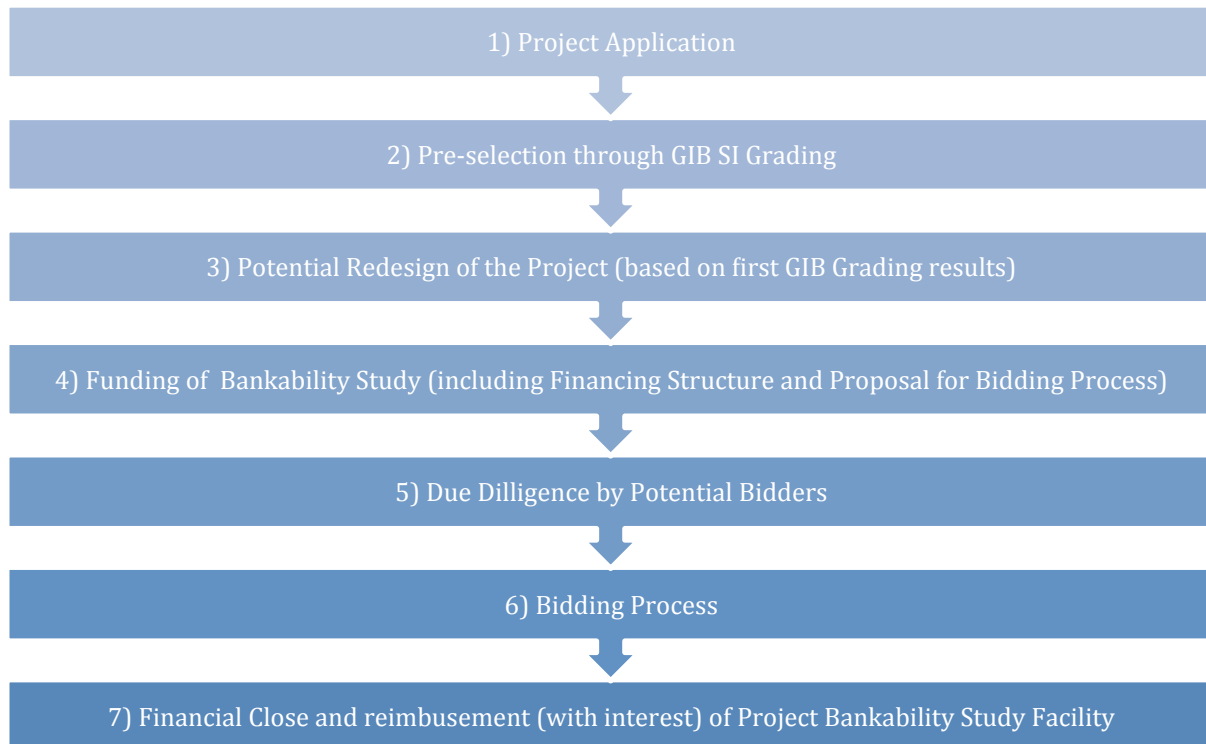 1) Project Application
2) Pre-selection through GIB SI Grading
3) Potential Redesign of the Project (based on first GIB Grading results)
4) Funding of  Bankability Study (including Financing Structure and Proposal for Bidding Process)
5) Due Dilligence by Potential Bidders
6) Bidding Process
7) Financial Close and reimbusement (with interest) of Project Bankability Study Facility